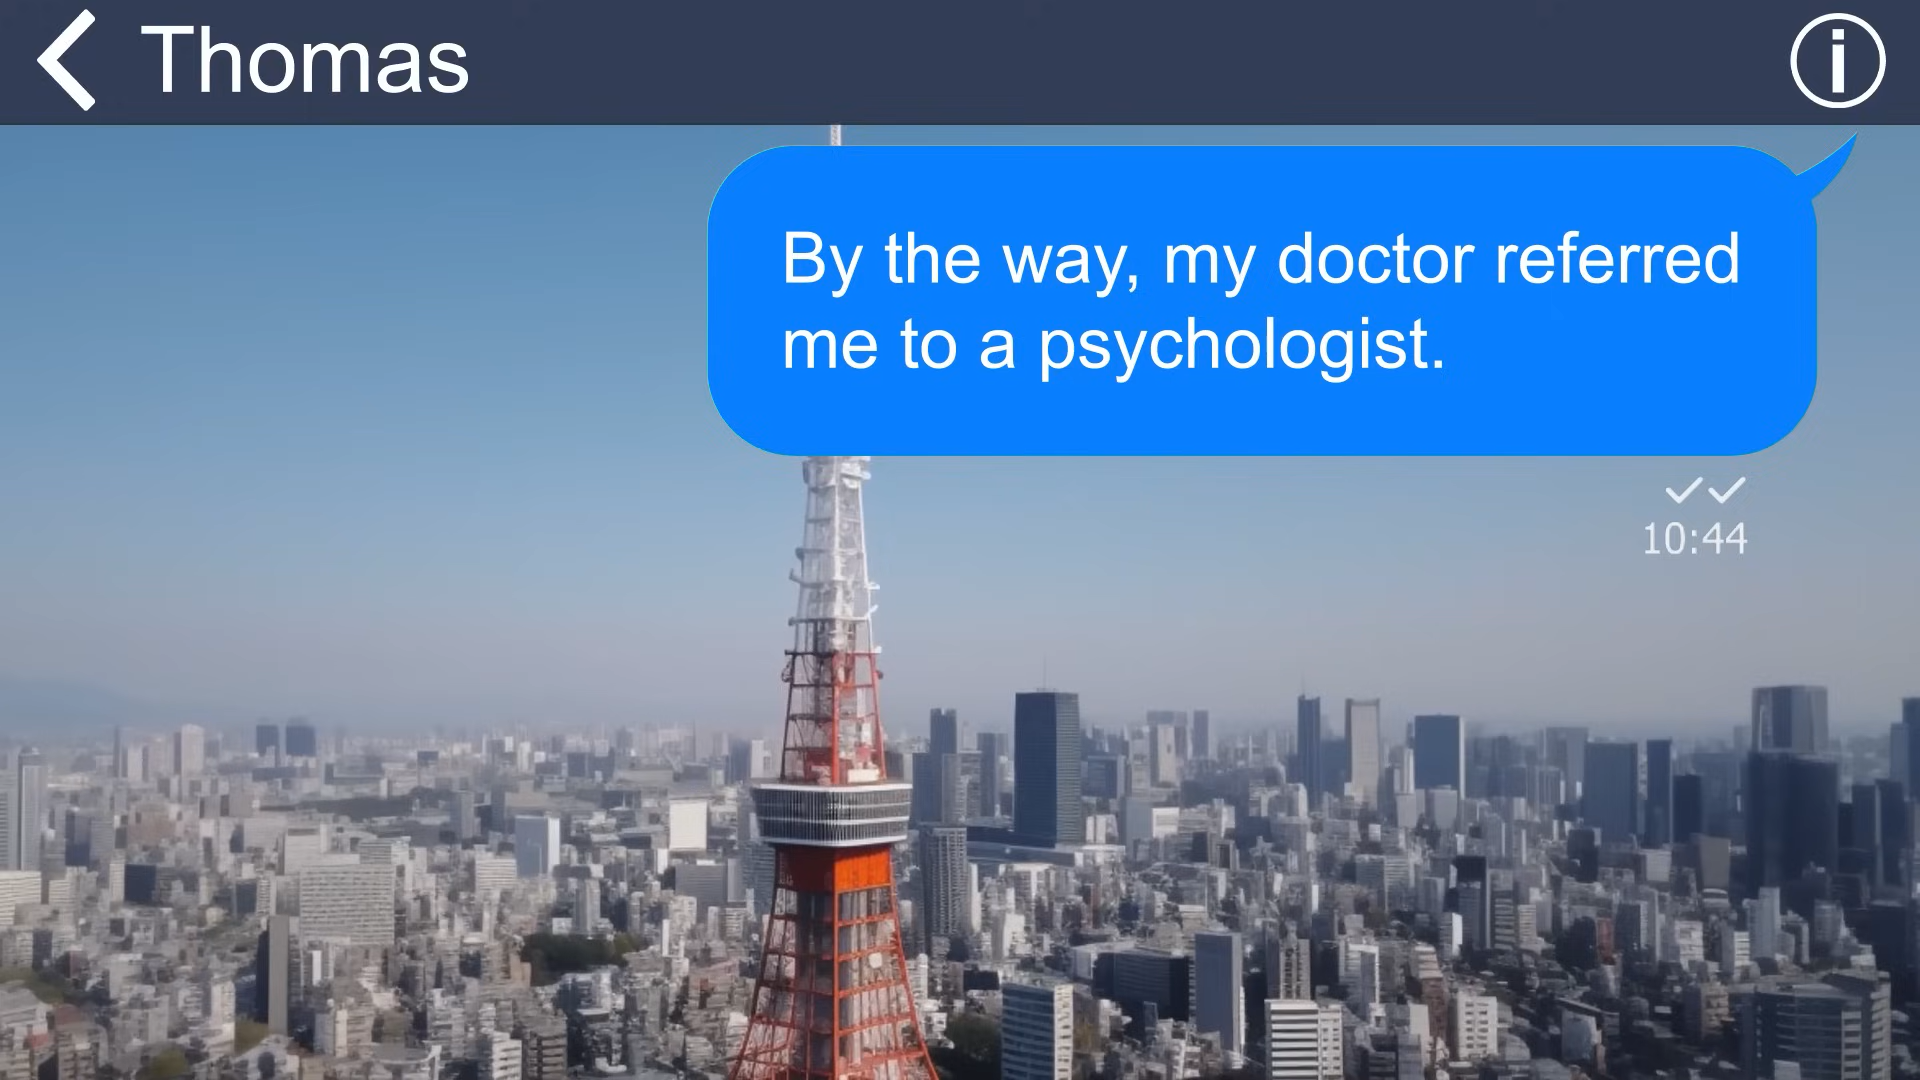 Thomas
By the way, my doctor referred
me to a psychologist.
10:44